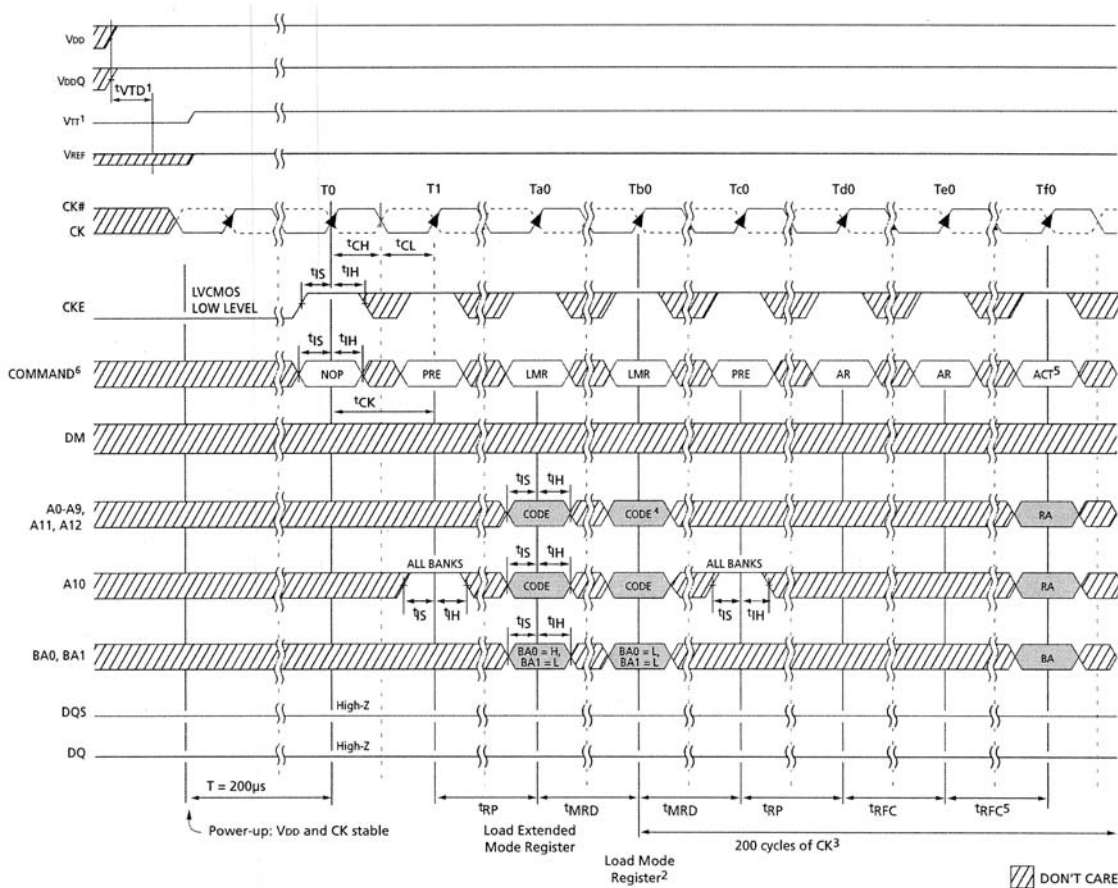 VDD
VDDQ
tVTD1
VTT1
VREF
T0 T1 Ta0 Tb0 Tc0 Td0 Te0 Tf0
CK#
CK
tCH tCL
tIS tIH
LVCMOS
LOW LEVEL
CKE
tIS tIH
COMMAND6 NOP PRE LMR LMR PRE AR AR ACT5
tCK
DM
tIS tIH
A0-A9,
A11, A12
CODE CODE4 RA
ALL BANKS tIS tIH ALL BANKS
A10 CODE CODE RA
tIS tIH tIS tIH
tIS tIH
BA0, BA1
BA0 = H,
BA1 = L
BA0 = L,
BA1 = L
BA
DQS High-Z
DQ High-Z
T = 200µs
tRP tMRD tMRD tRP tRFC tRFC5
Power-up: VDD and CK stable
Load Extended
Mode Register
200 cycles of CK3
Load Mode
Register2
DON'T CARE